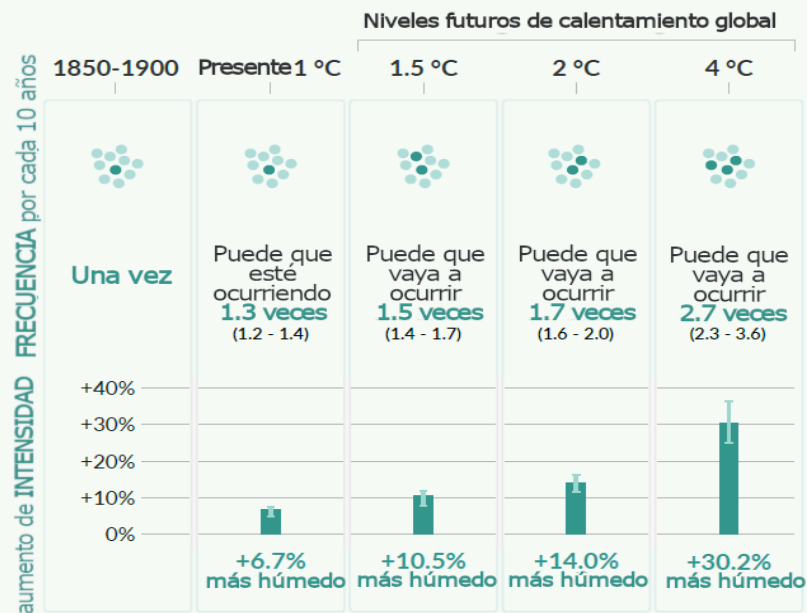 Niveles futuros de calentamiento global
1850-1900
Presente 1 °C
1.5 °C
2 °C
4 °C
FRECUENCIA por cada 10 años
Una vez
Puede que
esté
ocurriendo
1.3 veces
(1.2 - 1.4)
Puede que
vaya a
ocurrir
1.5 veces
(1.4 - 1.7)
Puede que
vaya a
ocurrir
1.7 veces
(1.6 - 2.0)
Puede que
vaya a
ocurrir
2.7 veces
(2.3 - 3.6)
aumento de INTENSIDAD
+40%
+30%
+20%
+10%
0%
+6.7%
más húmedo
+10.5%
más húmedo
+14.0%
más húmedo
+30.2%
más húmedo